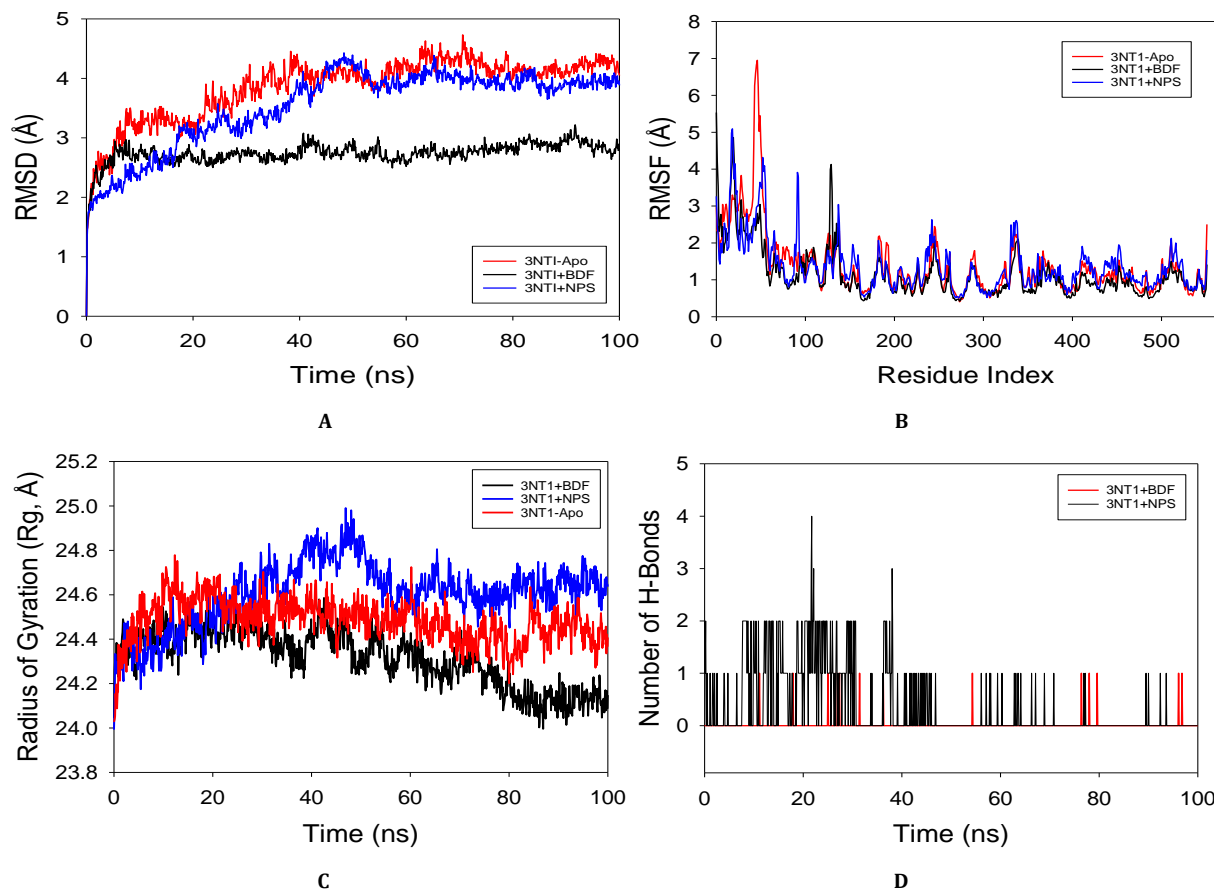 5
4
3
2
1
0
RMSD (Å)
3NTI-Apo
3NTI+BDF
3NTI+NPS
0 20 40 60 80 100
Time (ns)
A
8
7
6
5
4
3
2
1
0
RMSF (Å)
3NT1-Apo
3NT1+BDF
3NT1+NPS
0 100 200 300 400 500
Residue Index
B
25.2
25.0
24.8
24.6
24.4
24.2
24.0
23.8
Radius of Gyration (Rg, Å)
3NT1+BDF
3NT1+NPS
3NT1-Apo
0 20 40 60 80 100
Time (ns)
C
5
4
3
2
1
0
Number of H-Bonds
3NT1+BDF
3NT1+NPS
0 20 40 60 80 100
Time (ns)
D